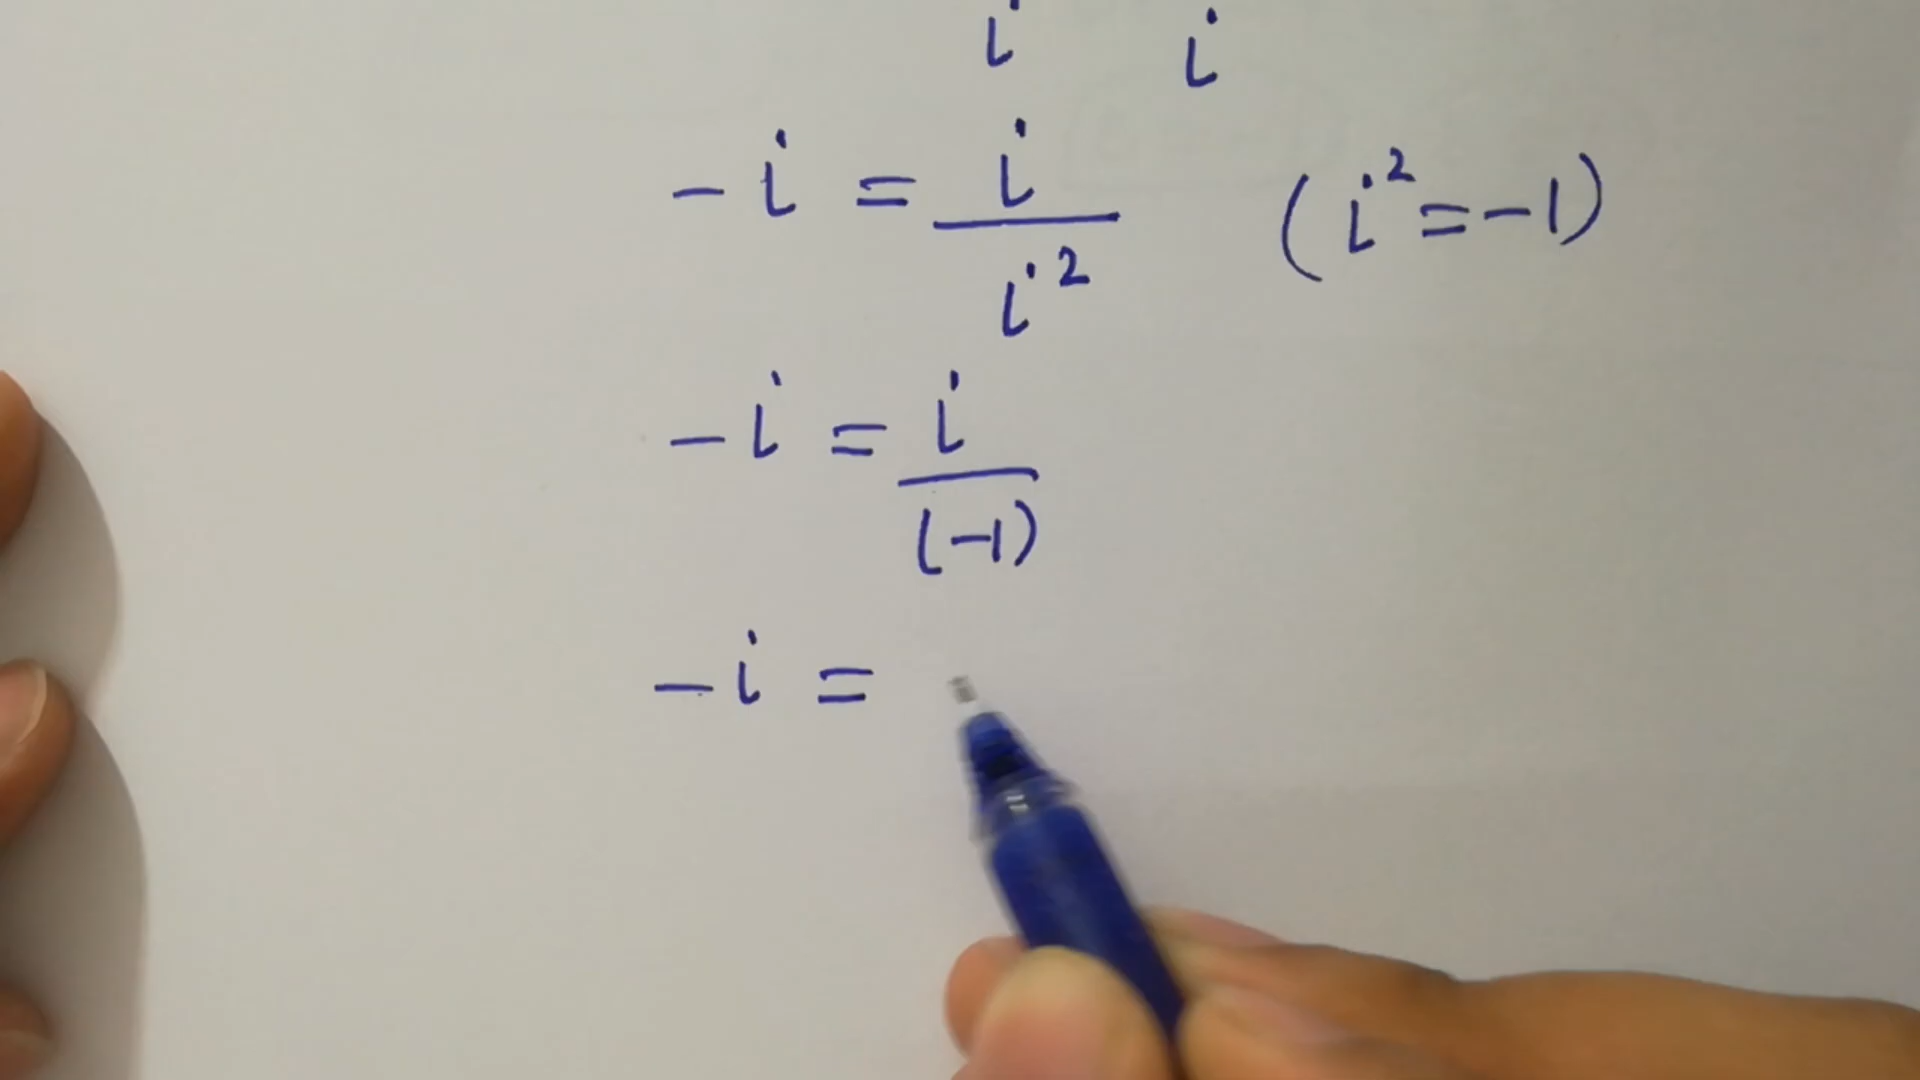 i i
-i = i/i² (i² = -1)
-i = i/(-1)
-i =